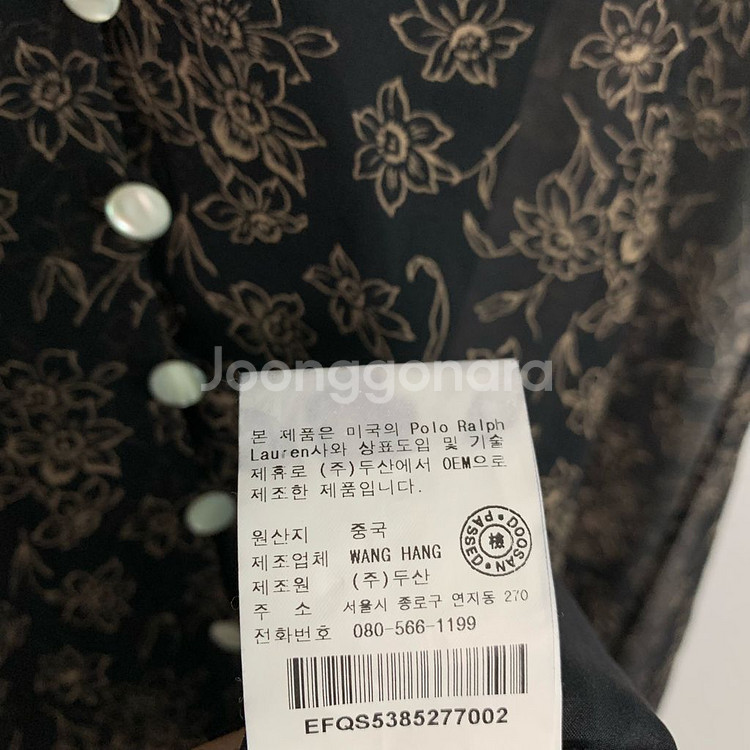 Joonggonara
본 제품은 미국의 Polo Ralph
Lauren사와 상표도입 및 기술
제휴로 (주)두산에서 OEM으로
제조한 제품입니다.
원산지 중국
제조업체 WANG HANG
제조원 (주)두산
주 소 서울시 종로구 연지동 270
전화번호 080-566-1199
DOOSAN PASSED
檢
EFQS5385277002